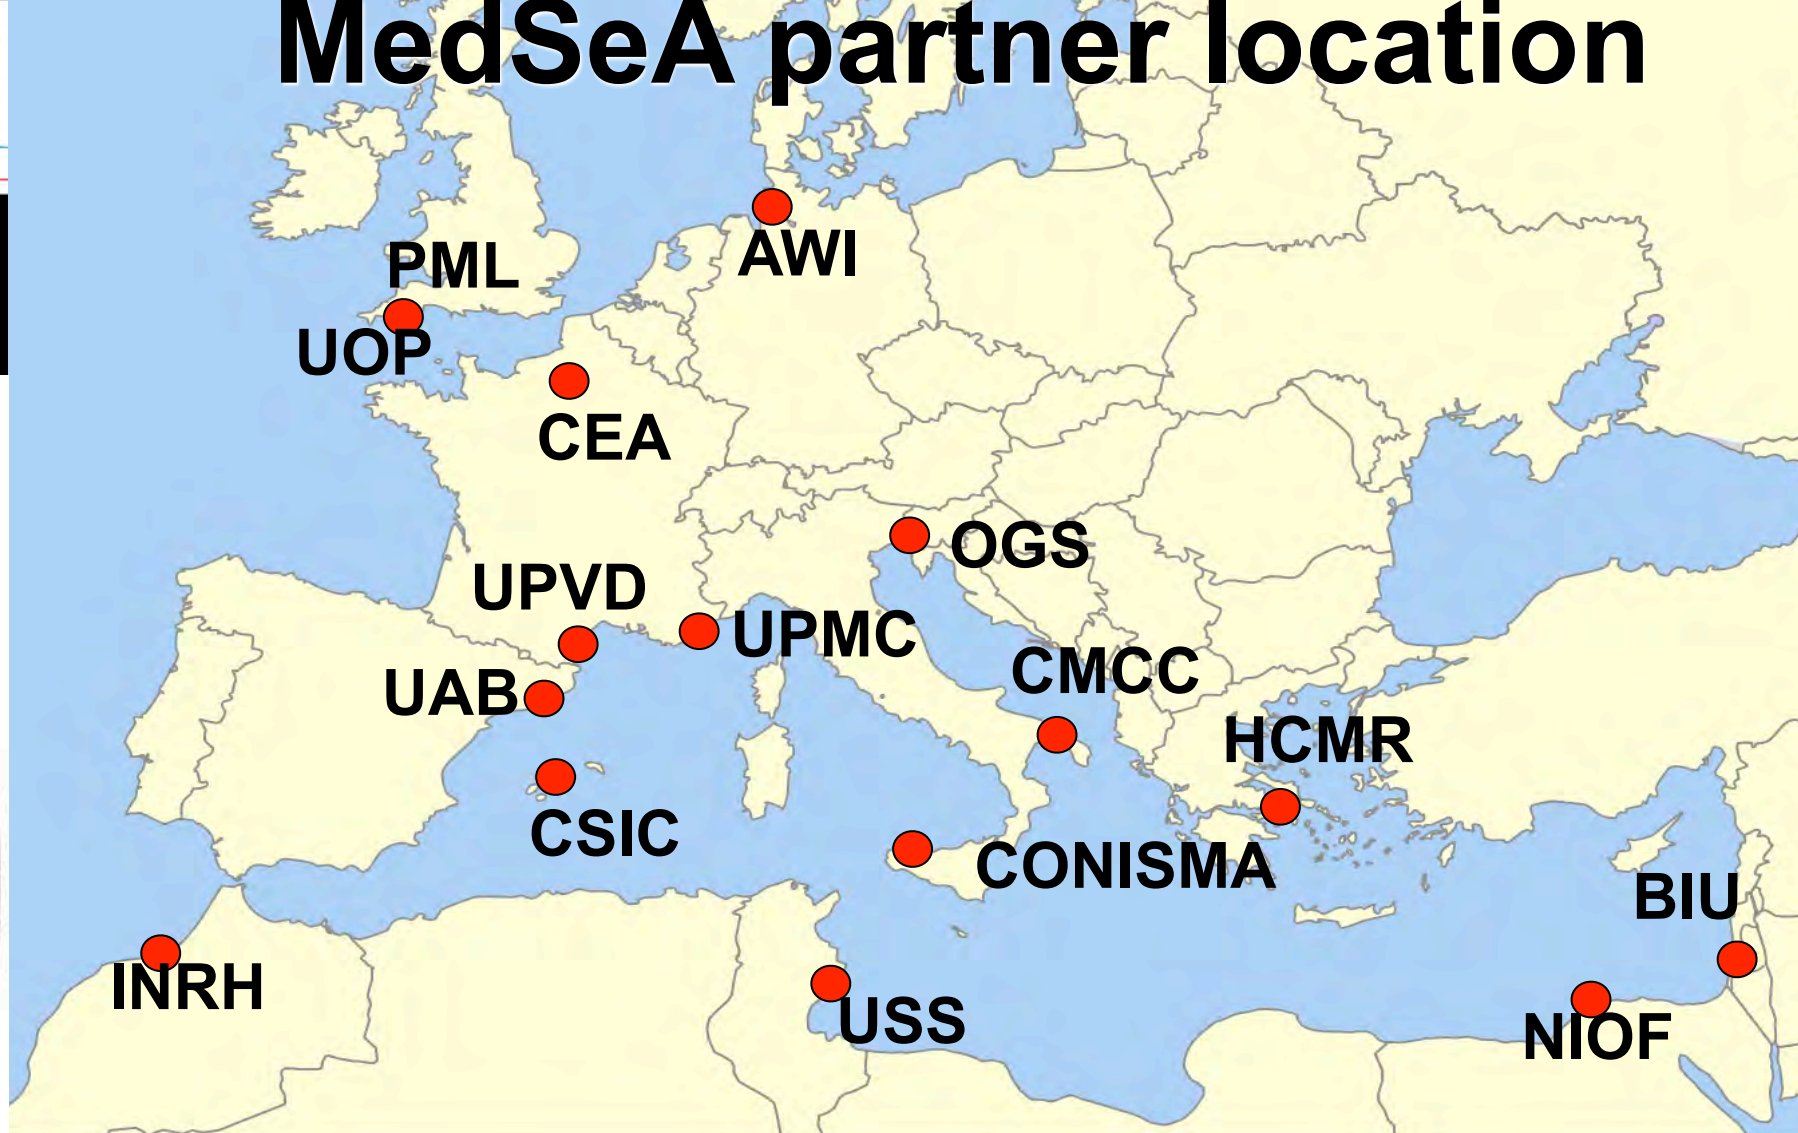 MedSeA partner location
AWI
PML
UOP
CEA
OGS
UPVD
UPMC
UAB
CMCC
HCMR
CSIC
CONISMA
BIU
INRH
USS
NIOF